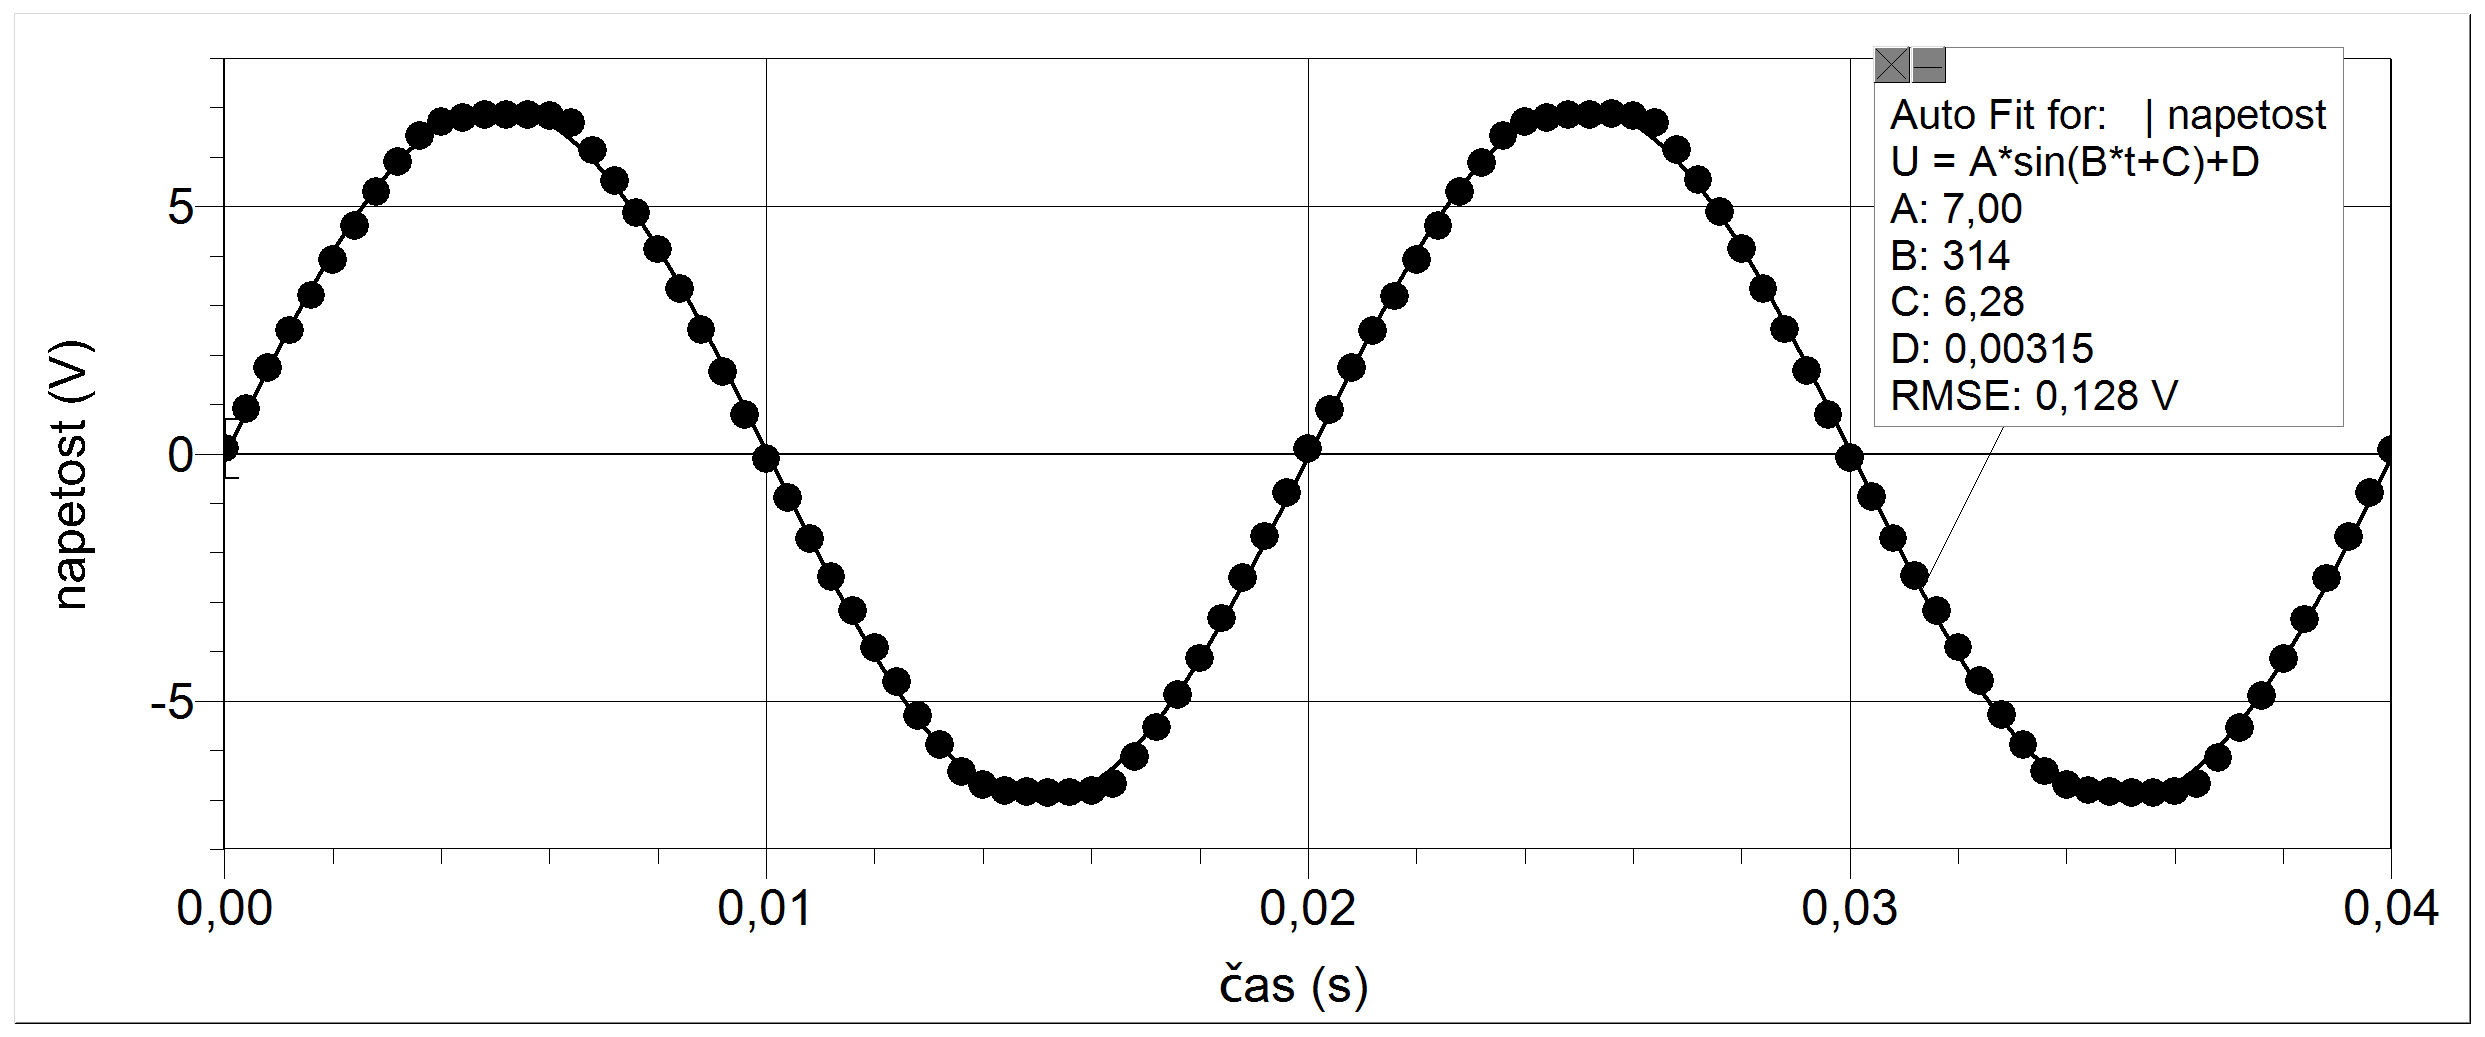 Auto Fit for: | napetost
U = A*sin(B*t+C)+D
A: 7,00
B: 314
C: 6,28
D: 0,00315
RMSE: 0,128 V
napetost (V)
5
0
-5
0,00 0,01 0,02 0,03 0,04
čas (s)